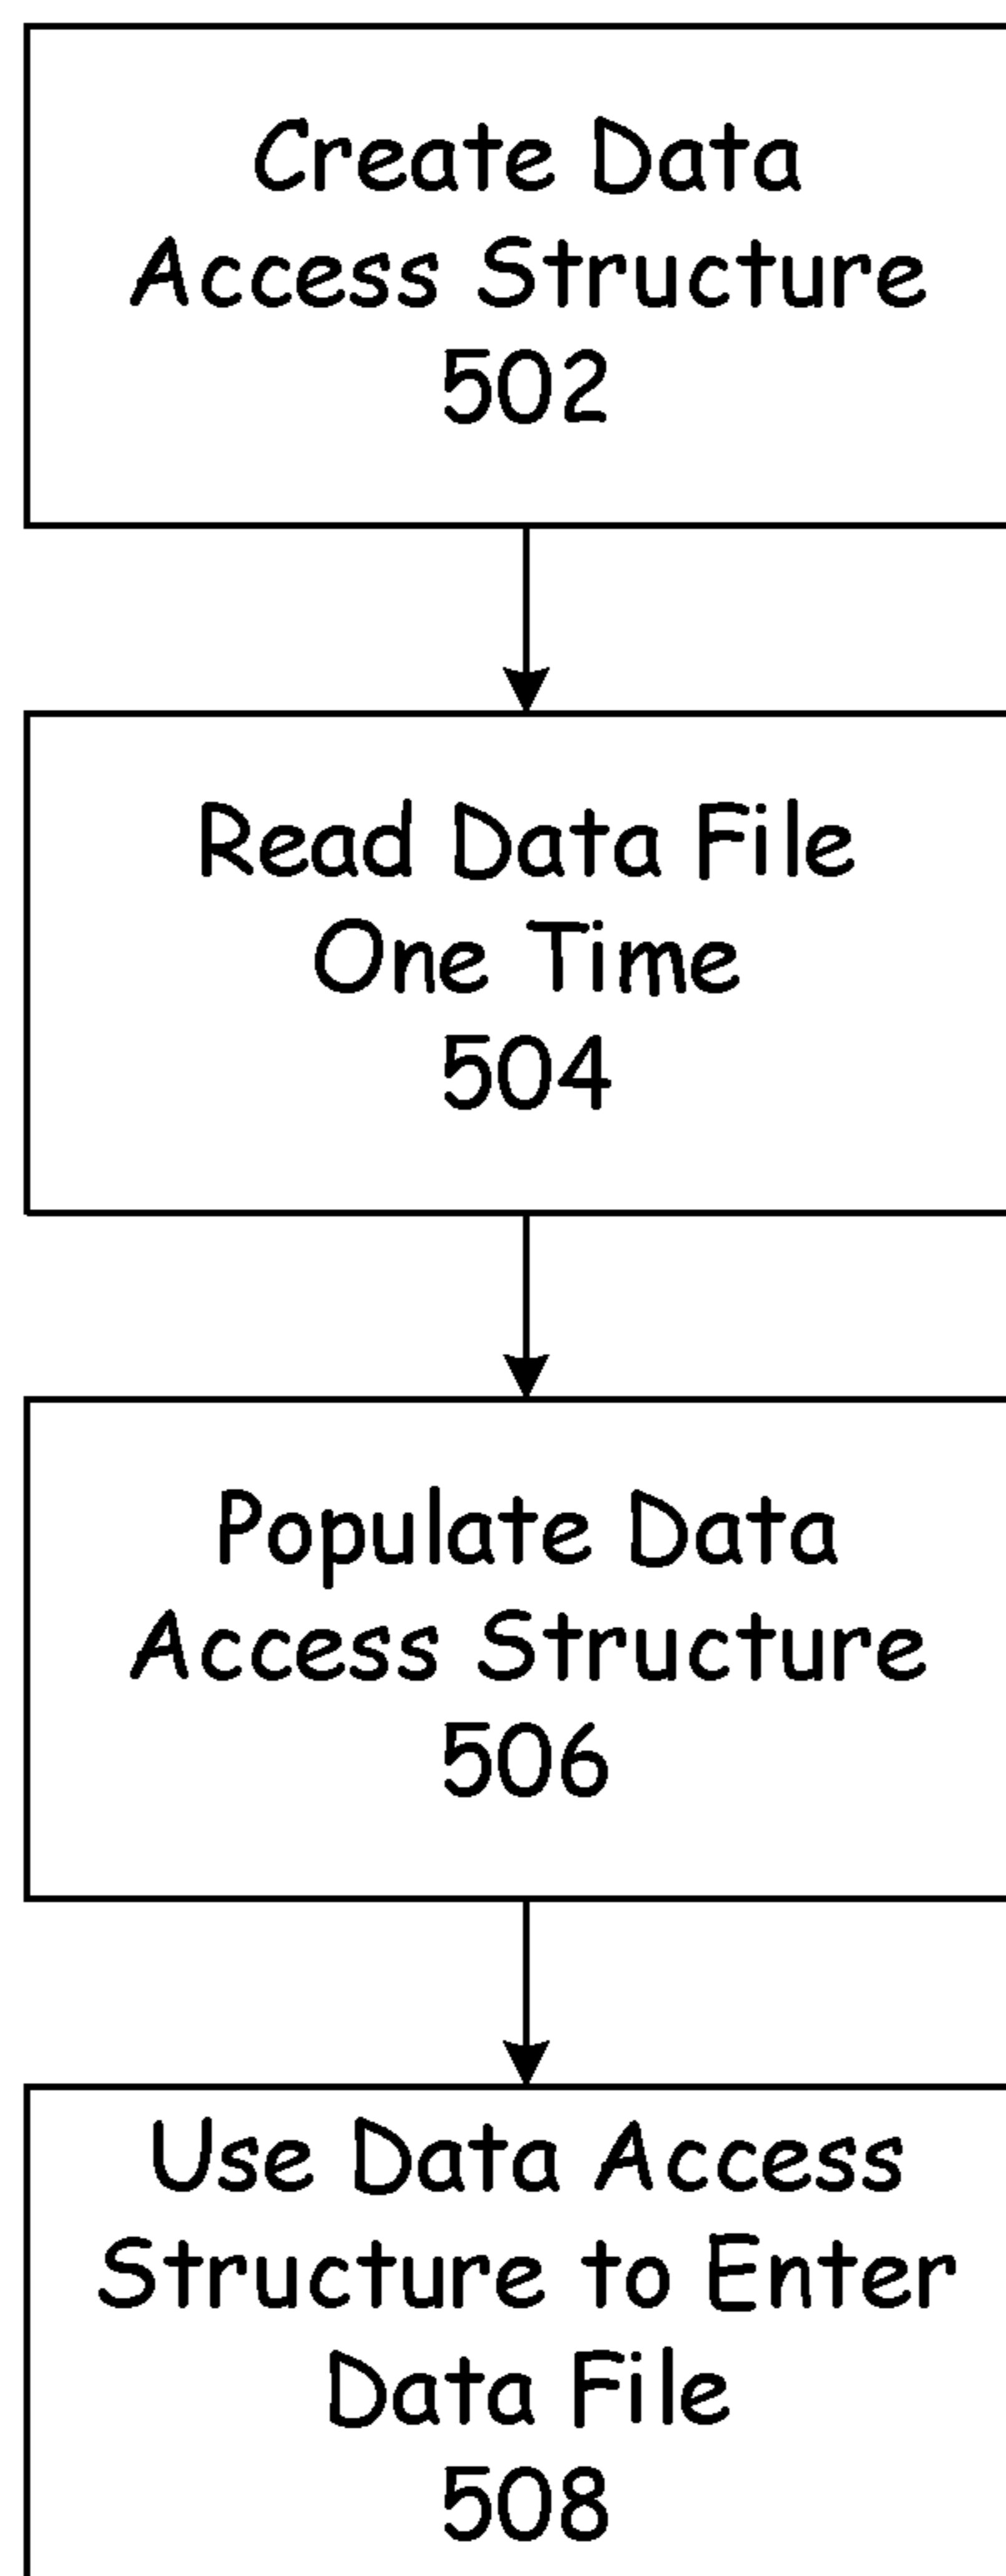 Create Data
Access Structure
502
Read Data File
One Time
504
Populate Data
Access Structure
506
Use Data Access
Structure to Enter
Data File
508